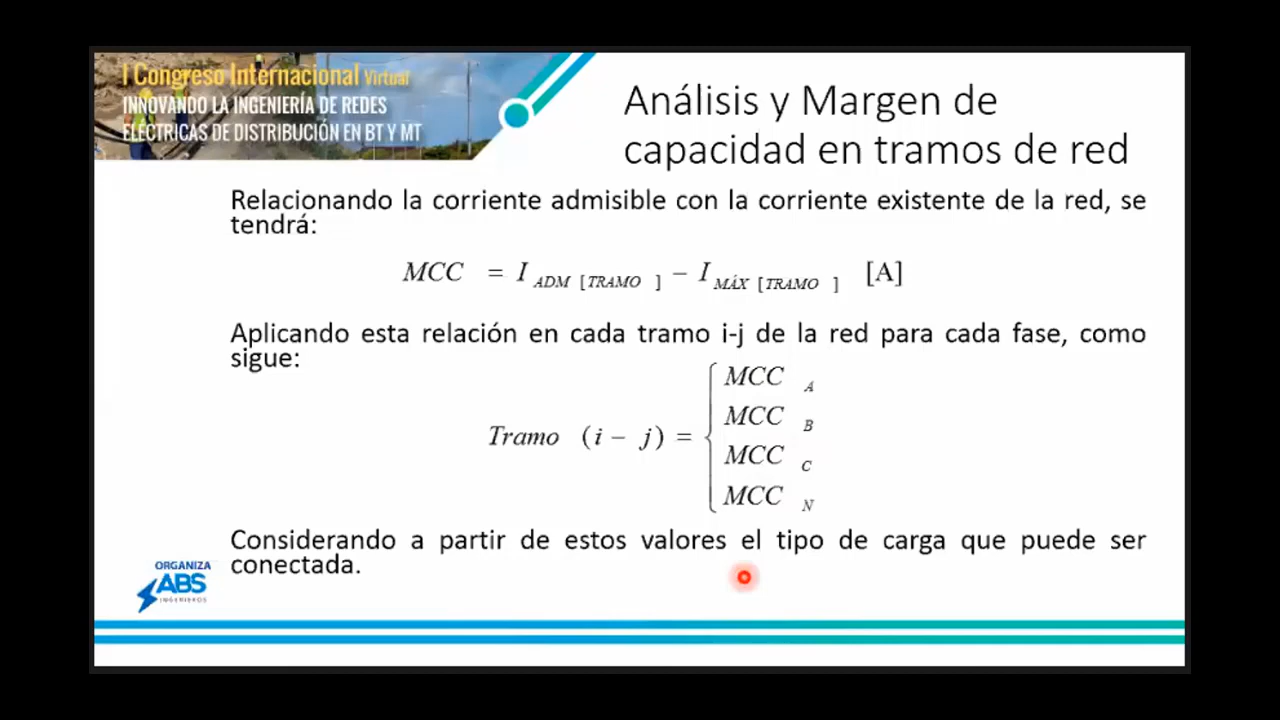 I Congreso Internacional Virtual
INNOVANDO LA INGENIERÍA DE REDES
ELÉCTRICAS DE DISTRIBUCIÓN EN BT Y MT
Análisis y Margen de
capacidad en tramos de red
Relacionando la corriente admisible con la corriente existente de la red, se
tendrá:
MCC = I ADM [TRAMO ] − I MÁX [TRAMO ] [A]
Aplicando esta relación en cada tramo i-j de la red para cada fase, como
sigue:
MCC A
MCC B
Tramo (i − j) =
MCC C
MCC N
Considerando a partir de estos valores el tipo de carga que puede ser
conectada.
ORGANIZA
ABS
INGENIEROS